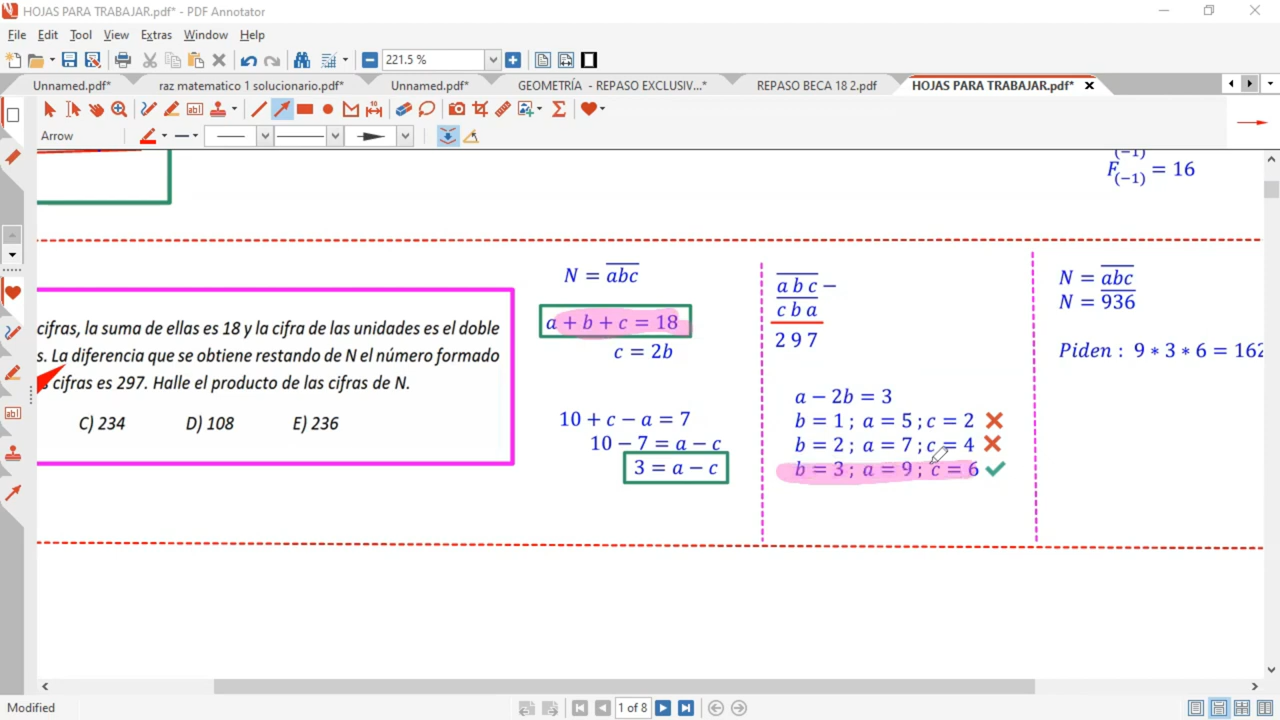 HOJAS PARA TRABAJAR.pdf* - PDF Annotator
File Edit Tool View Extras Window Help
221.5 %
Unnamed.pdf* raz matematico 1 solucionario.pdf* Unnamed.pdf* GEOMETRÍA - REPASO EXCLUSIV...* REPASO BECA 18 2.pdf HOJAS PARA TRABAJAR.pdf*
Arrow
(−1)
F(−1) = 16
cifras, la suma de ellas es 18 y la cifra de las unidades es el doble
s. La diferencia que se obtiene restando de N el número formado
s cifras es 297. Halle el producto de las cifras de N.
C) 234 D) 108 E) 236
N = abc
a + b + c = 18
c = 2b
10 + c − a = 7
10 − 7 = a − c
3 = a − c
a b c −
c b a
2 9 7
a − 2b = 3
b = 1 ; a = 5 ; c = 2
b = 2 ; a = 7 ; c = 4
b = 3 ; a = 9 ; c = 6
N = abc
N = 936
Piden : 9 ∗ 3 ∗ 6 = 162
Modified
1 of 8